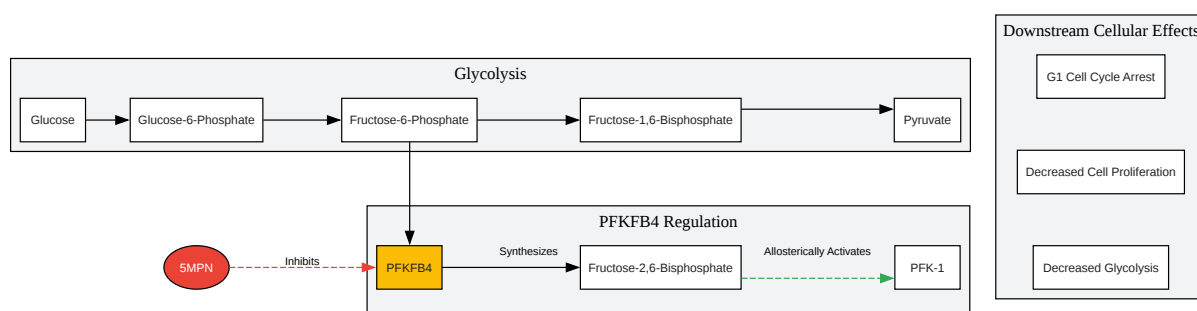 Downstream Cellular Effects
G1 Cell Cycle Arrest
Decreased Cell Proliferation
Decreased Glycolysis
Glycolysis
Glucose
Glucose-6-Phosphate
Fructose-6-Phosphate
Fructose-1,6-Bisphosphate
Pyruvate
PFKFB4 Regulation
5MPN
Inhibits
PFKFB4
Synthesizes
Fructose-2,6-Bisphosphate
Allosterically Activates
PFK-1